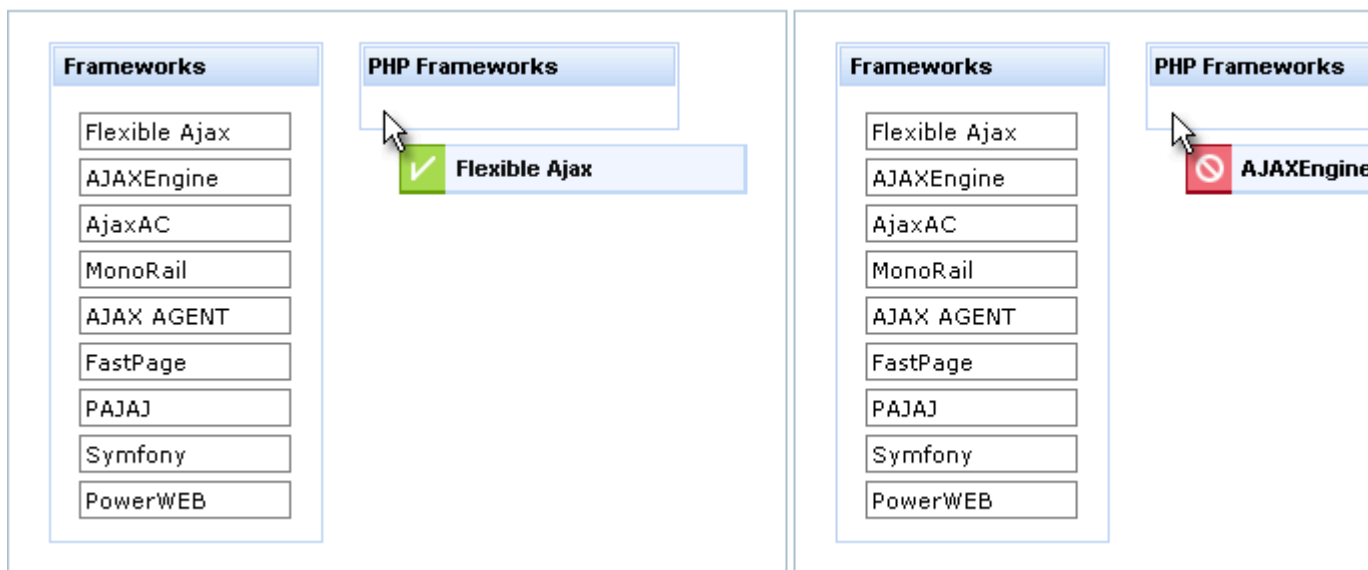 Frameworks
Flexible Ajax
AJAXEngine
AjaxAC
MonoRail
AJAX AGENT
FastPage
PAJAJ
Symfony
PowerWEB
PHP Frameworks
Flexible Ajax
Frameworks
Flexible Ajax
AJAXEngine
AjaxAC
MonoRail
AJAX AGENT
FastPage
PAJAJ
Symfony
PowerWEB
PHP Frameworks
AJAXEngine